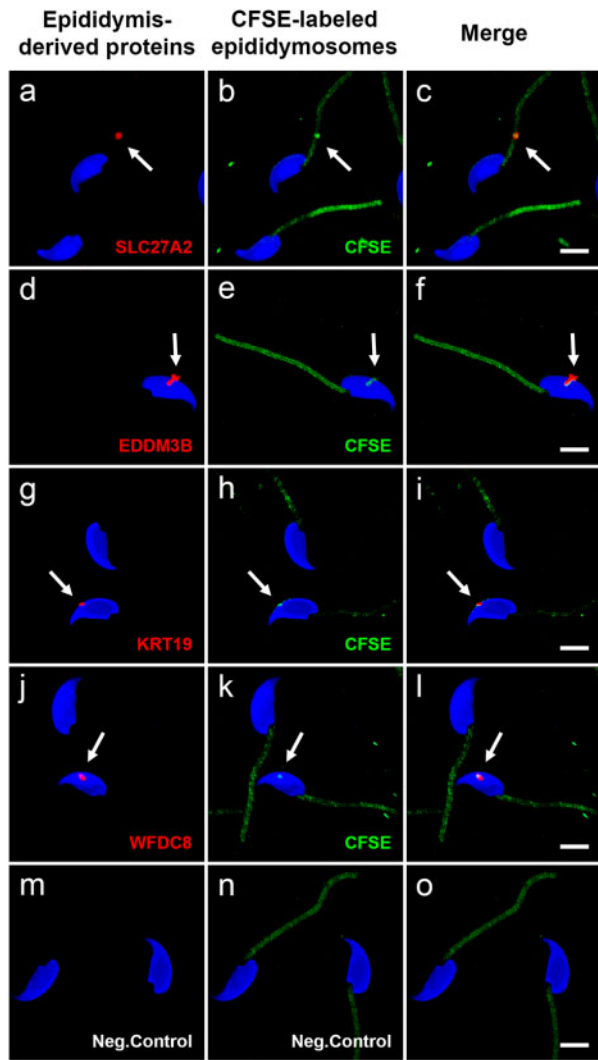 Epididymis-
derived proteins
CFSE-labeled
epididymosomes
Merge
a
b
c
SLC27A2
CFSE
d
e
f
EDDM3B
CFSE
g
h
i
KRT19
CFSE
j
k
l
WFDC8
CFSE
m
n
o
Neg.Control
Neg.Control